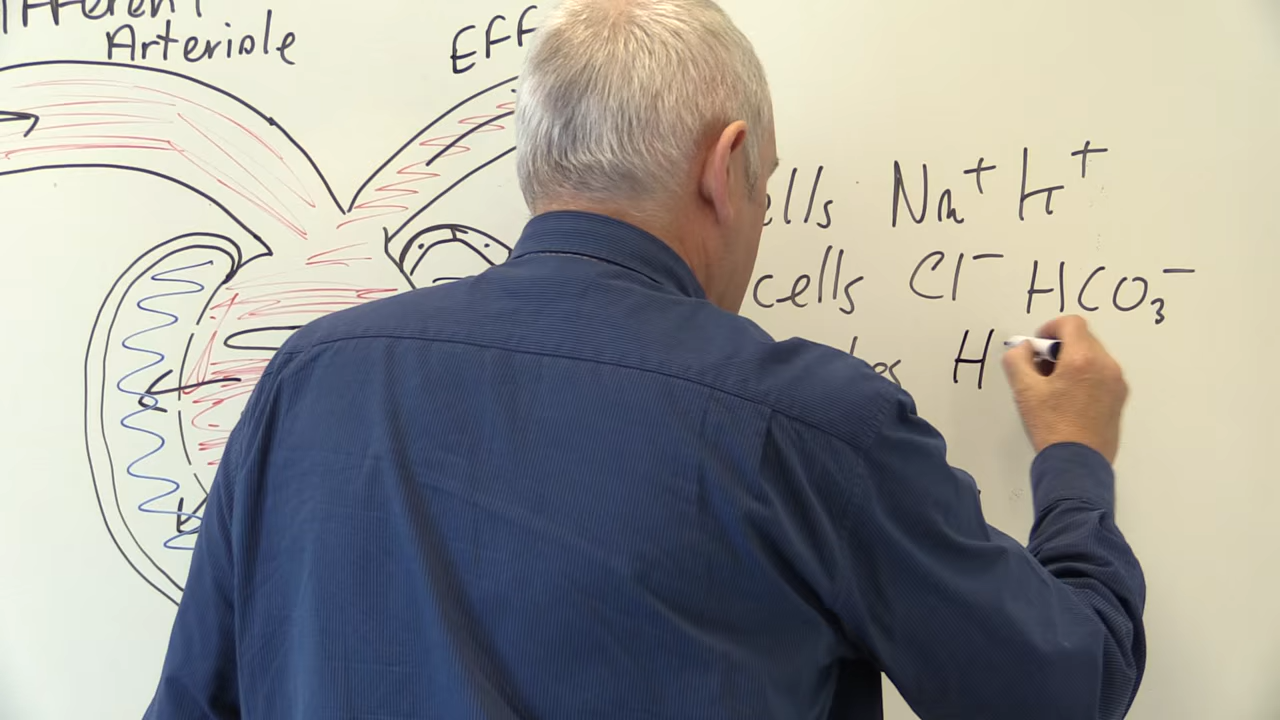 fferent
Arteriole
Eff
ells Na⁺ K⁺
cells Cl⁻ HCO₃⁻
H